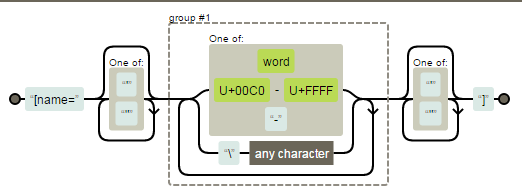 group #1
One of:
One of:
One of:
word
U+00C0 - U+FFFF
“-”
“[name=”
“\” any character
“]”